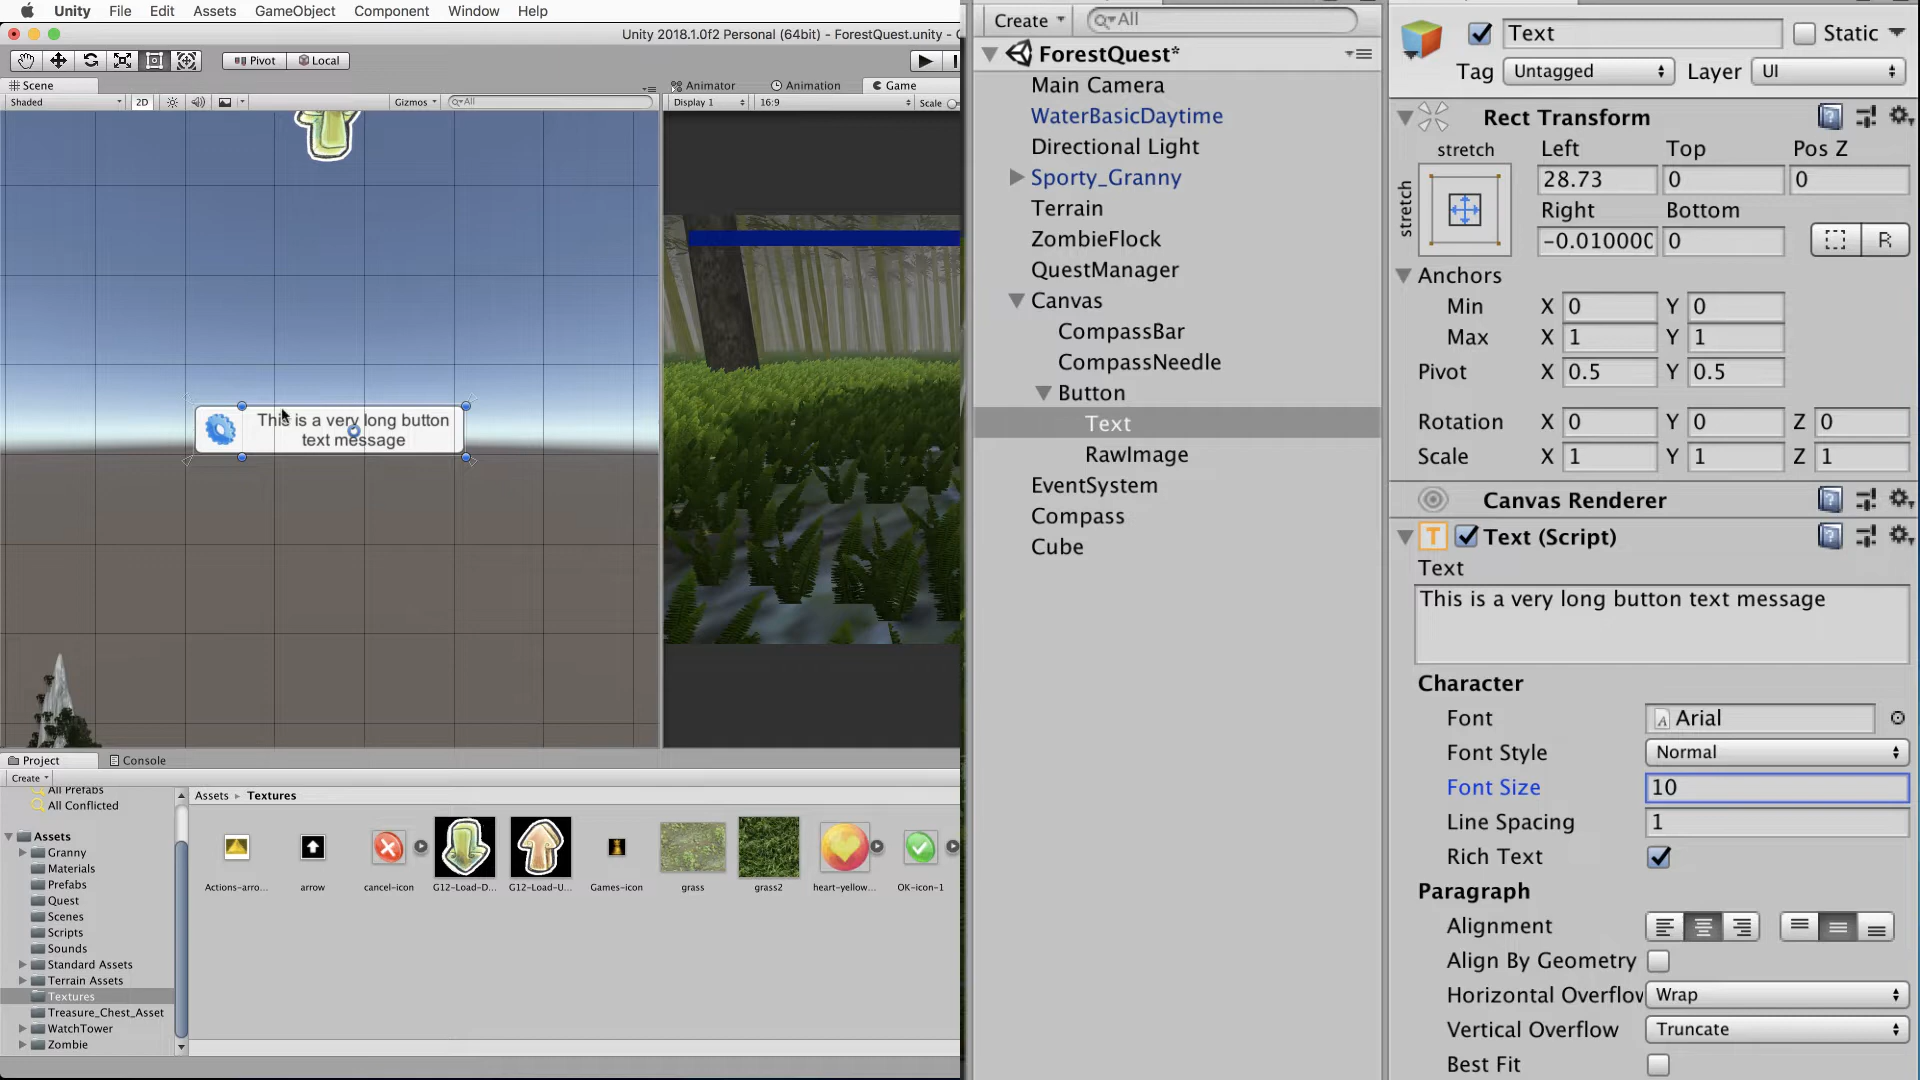 Unity File Edit Assets GameObject Component Window Help
Unity 2018.1.0f2 Personal (64bit) - ForestQuest.unity -
Pivot Local
Scene
Shaded 2D Gizmos All
Animator Animation Game
Display 1 16:9 Scale
This is a very long button
text message
Project Console
Create
All Prefabs
All Conflicted
Assets
Granny
Materials
Prefabs
Quest
Scenes
Scripts
Sounds
Standard Assets
Terrain Assets
Textures
Treasure_Chest_Asset
WatchTower
Zombie
Assets Textures
Actions-arro... arrow cancel-icon G12-Load-D... G12-Load-U... Games-icon grass grass2 heart-yellow... OK-icon-1
Create All
ForestQuest*
Main Camera
WaterBasicDaytime
Directional Light
Sporty_Granny
Terrain
ZombieFlock
QuestManager
Canvas
CompassBar
CompassNeedle
Button
Text
RawImage
EventSystem
Compass
Cube
Text Static
Tag Untagged Layer UI
Rect Transform
stretch Left Top Pos Z
stretch
28.73 0 0
Right Bottom
-0.01000C 0 R
Anchors
Min X 0 Y 0
Max X 1 Y 1
Pivot X 0.5 Y 0.5
Rotation X 0 Y 0 Z 0
Scale X 1 Y 1 Z 1
Canvas Renderer
T Text (Script)
Text
This is a very long button text message
Character
Font A Arial
Font Style Normal
Font Size 10
Line Spacing 1
Rich Text
Paragraph
Alignment
Align By Geometry
Horizontal Overflow Wrap
Vertical Overflow Truncate
Best Fit